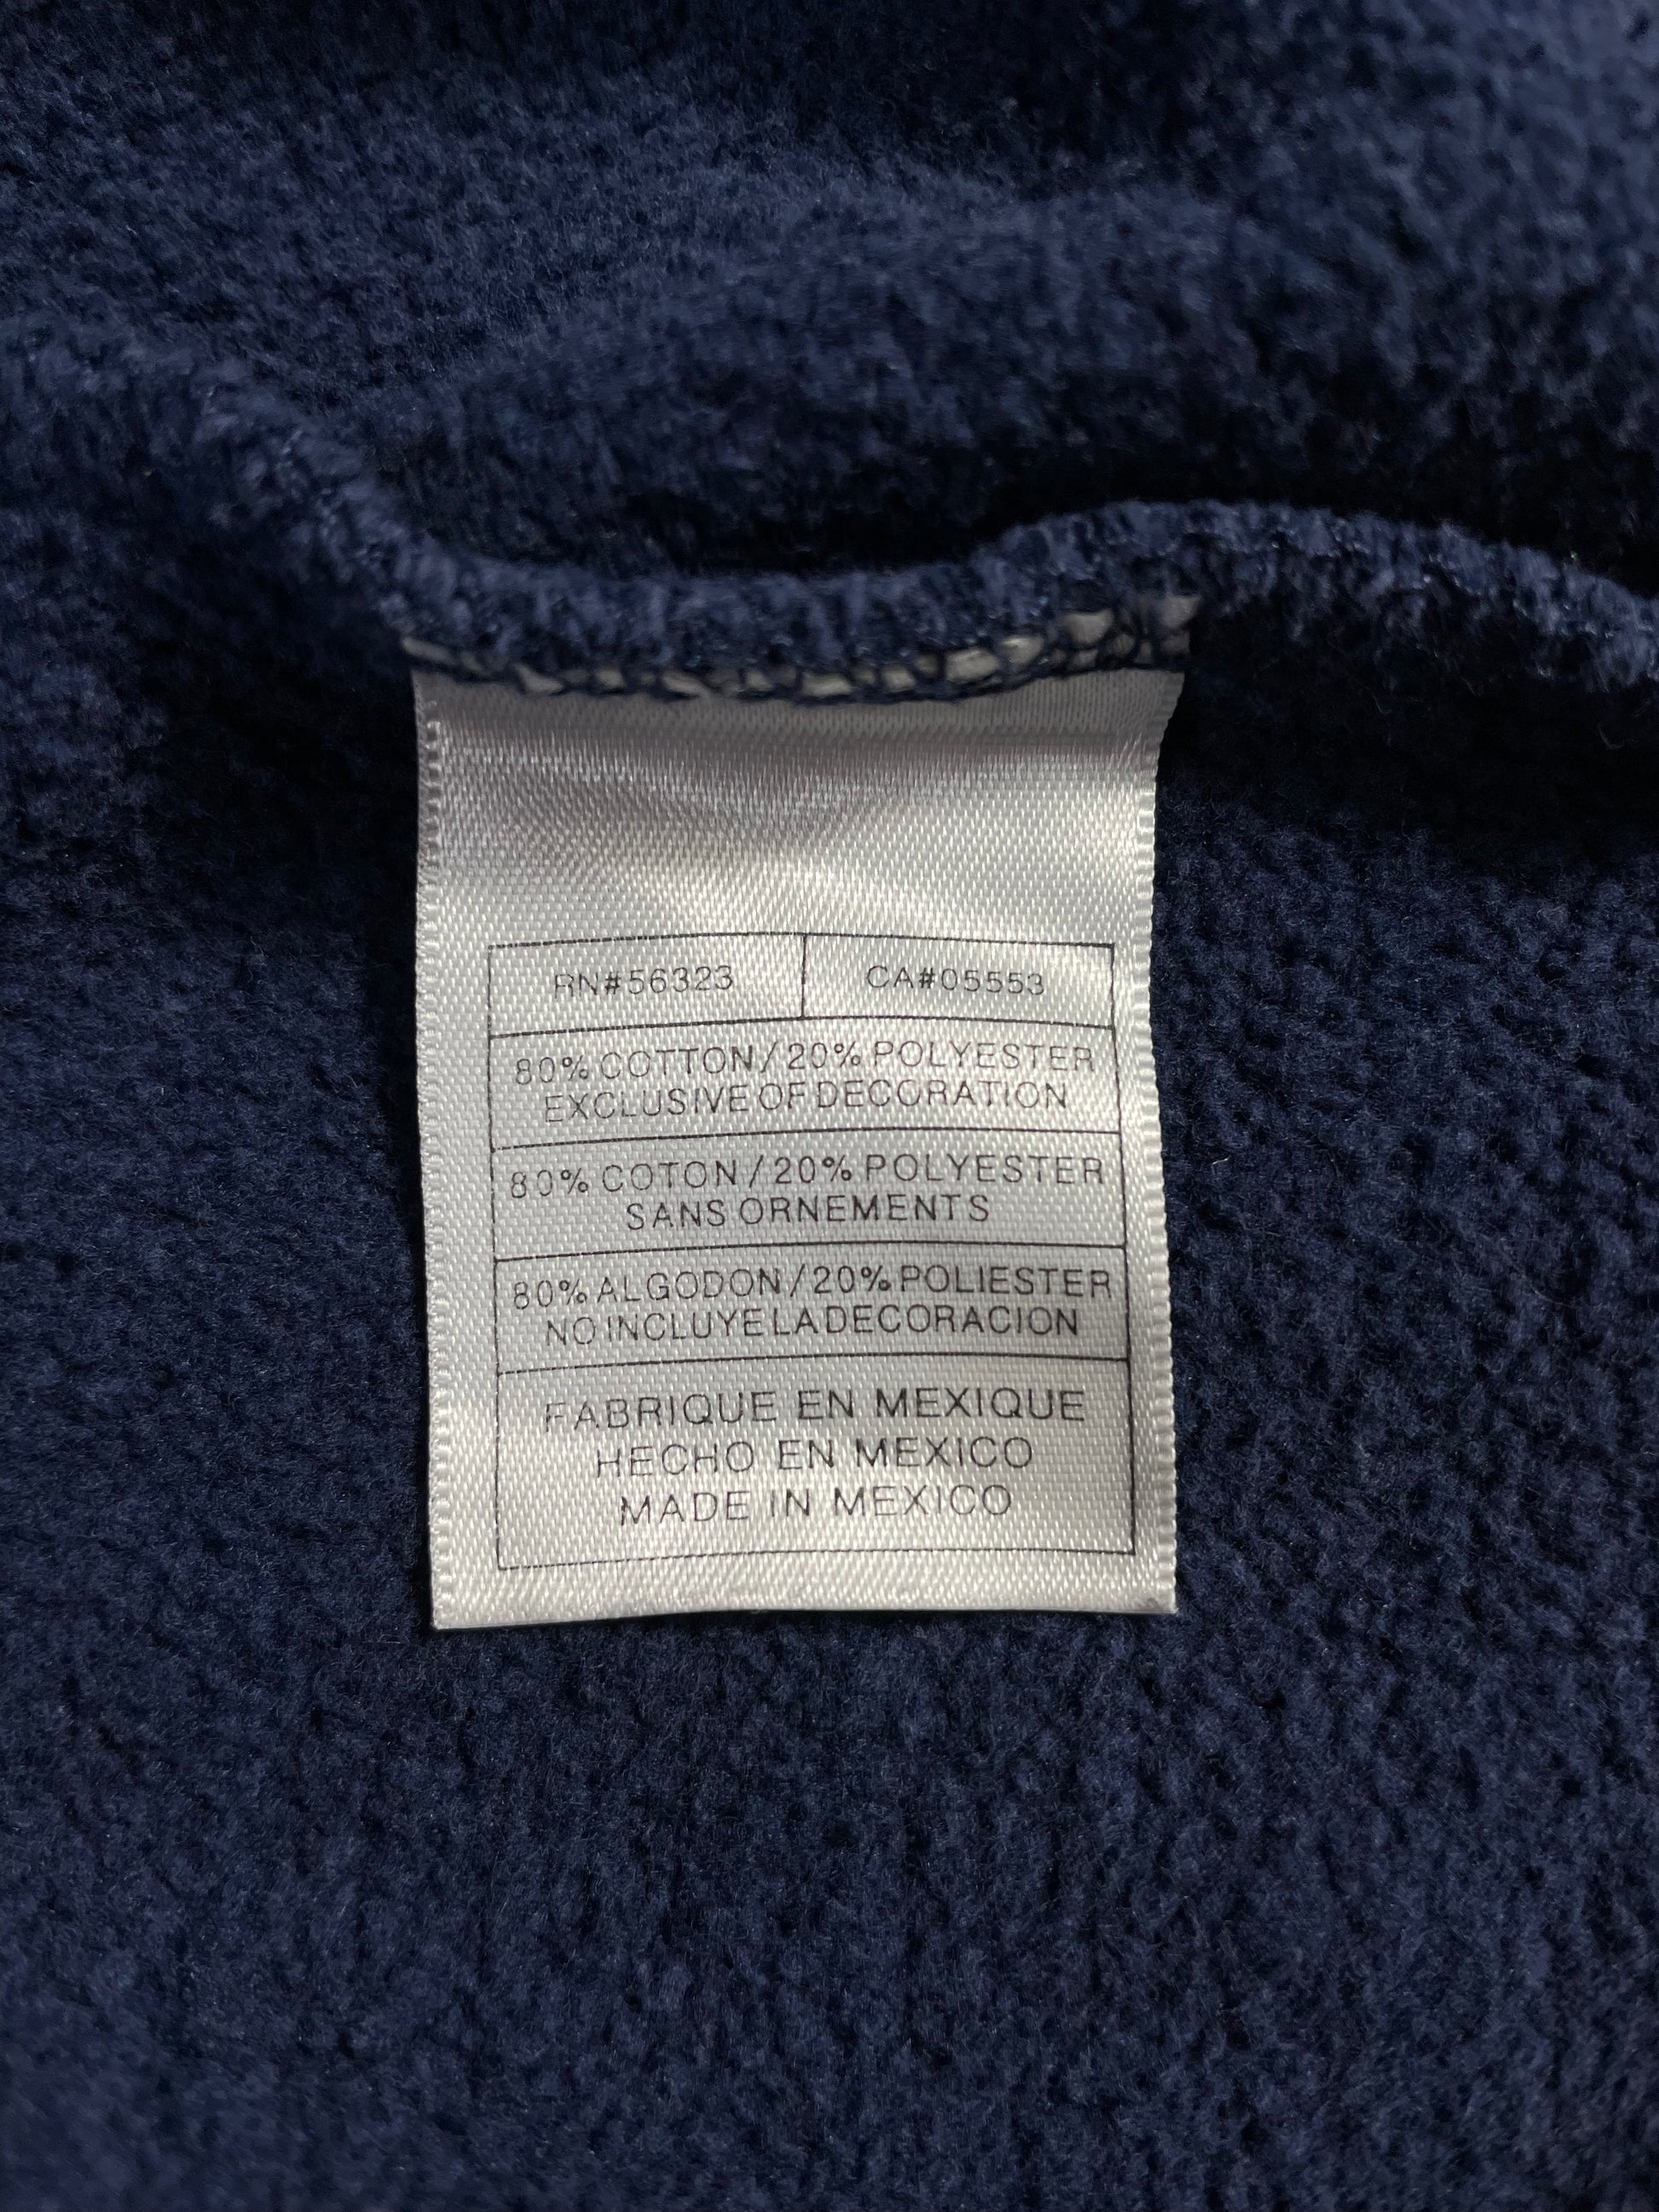 RN#56323 CA#05553
80% COTTON/20% POLYESTER
EXCLUSIVE OF DECORATION
80% COTON/20% POLYESTER
SANS ORNEMENTS
80% ALGODON/20% POLIESTER
NO INCLUYE LA DECORACION
FABRIQUE EN MEXIQUE
HECHO EN MEXICO
MADE IN MEXICO